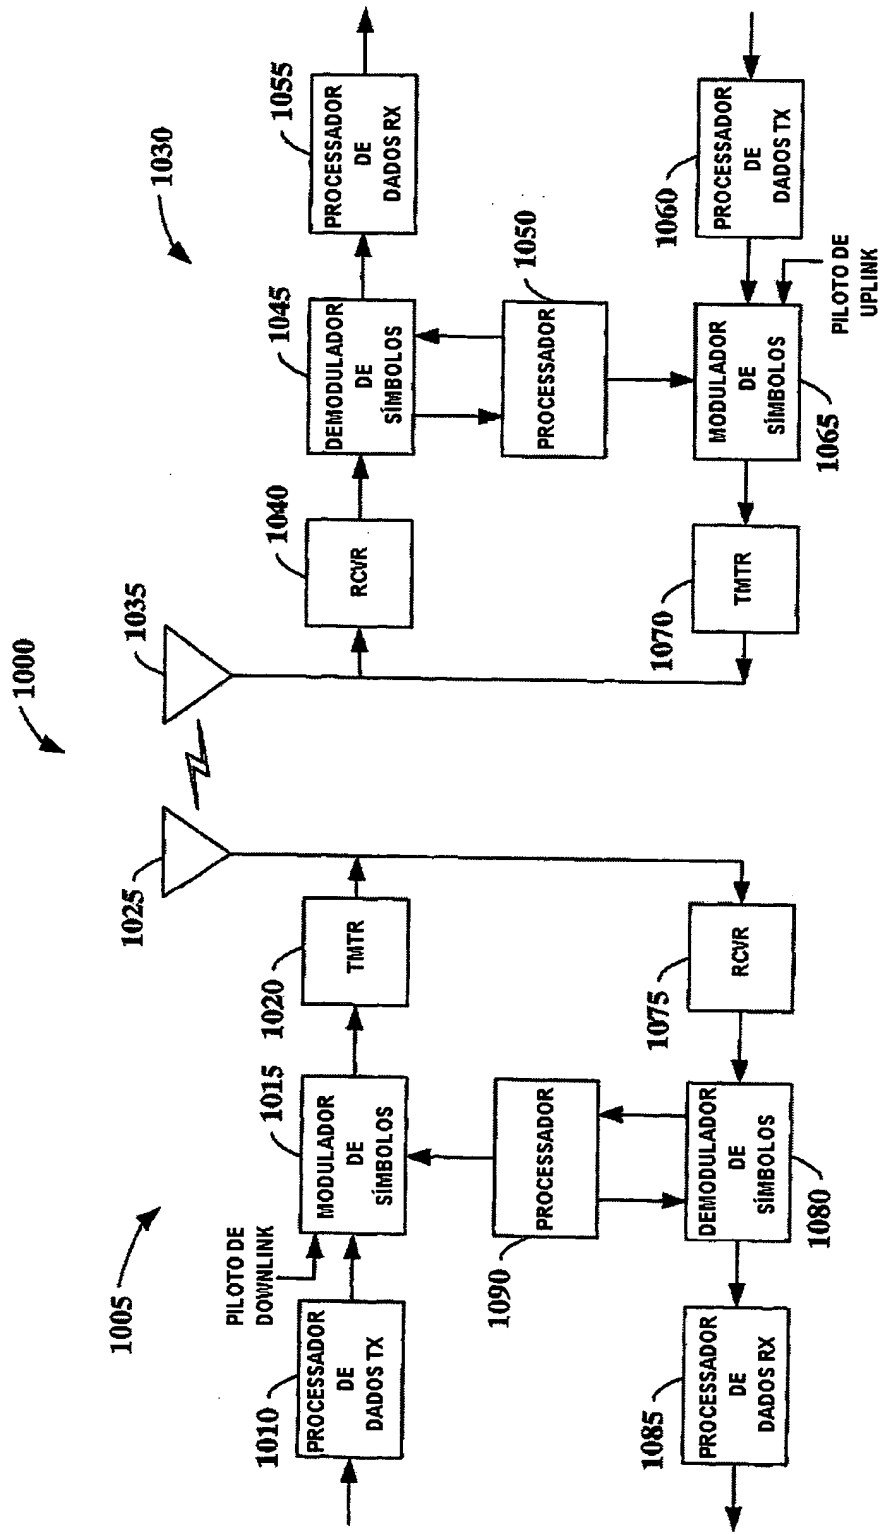 1000
1005
1030
1025
1035
PILOTO DE
DOWNLINK
1010
PROCESSADOR
DE
DADOS TX
1015
MODULADOR
DE
SÍMBOLOS
1020
TMTR
1040
RCVR
1045
DEMODULADOR
DE
SÍMBOLOS
1055
PROCESSADOR
DE
DADOS RX
1090
PROCESSADOR
1050
PROCESSADOR
1085
PROCESSADOR
DE
DADOS RX
1080
DEMODULADOR
DE
SÍMBOLOS
1075
RCVR
1070
TMTR
1065
MODULADOR
DE
SÍMBOLOS
1060
PROCESSADOR
DE
DADOS TX
PILOTO DE
UPLINK